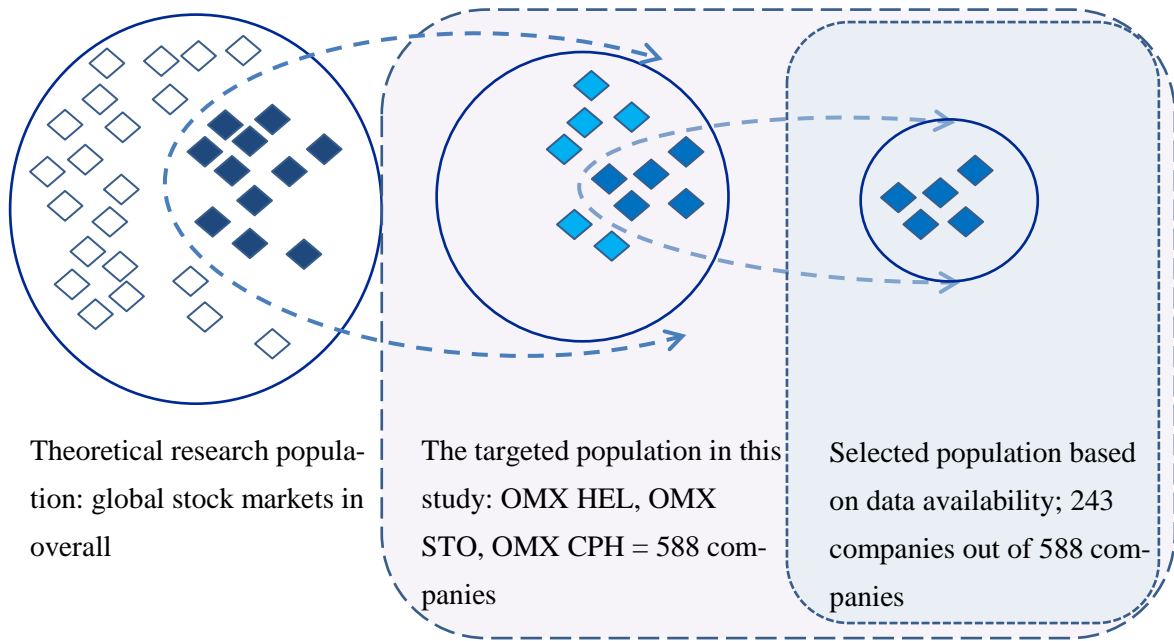 Theoretical research popula-
tion: global stock markets in
overall
The targeted population in this
study: OMX HEL, OMX
STO, OMX CPH = 588 com-
panies
Selected population based
on data availability; 243
companies out of 588 com-
panies